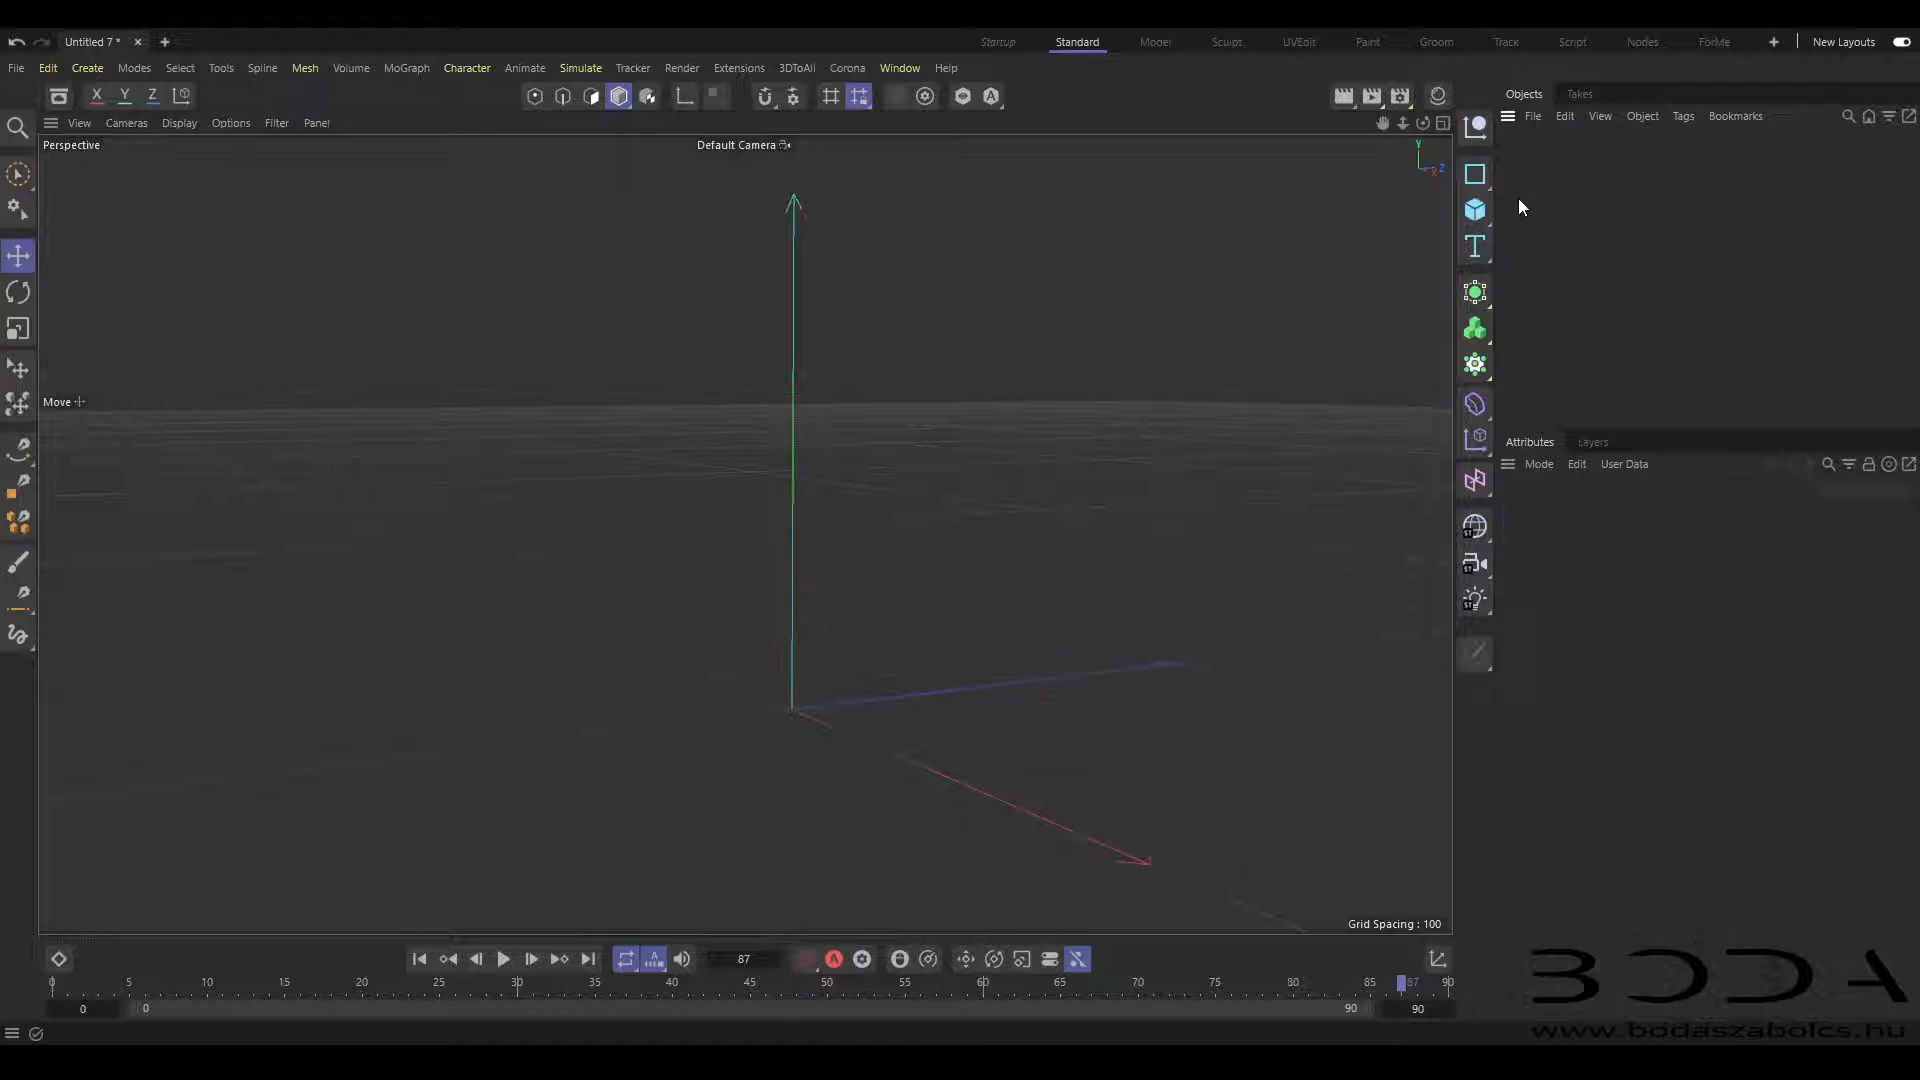 Untitled 7 *
Startup Standard Model Sculpt UVEdit Paint Groom Track Script Nodes ForMe New Layouts
File Edit Create Modes Select Tools Spline Mesh Volume MoGraph Character Animate Simulate Tracker Render Extensions 3DToAll Corona Window Help
X Y Z
Objects Takes
View Cameras Display Options Filter Panel
File Edit View Object Tags Bookmarks
Perspective
Default Camera
Y
Z
X
Move
Attributes Layers
Mode Edit User Data
ST
ST
ST
Grid Spacing : 100
87
A
A
0 5 10 15 20 25 30 35 40 45 50 55 60 65 70 75 80 85 87 90
0 0 90 90
BODA
www.bodaszabolcs.hu